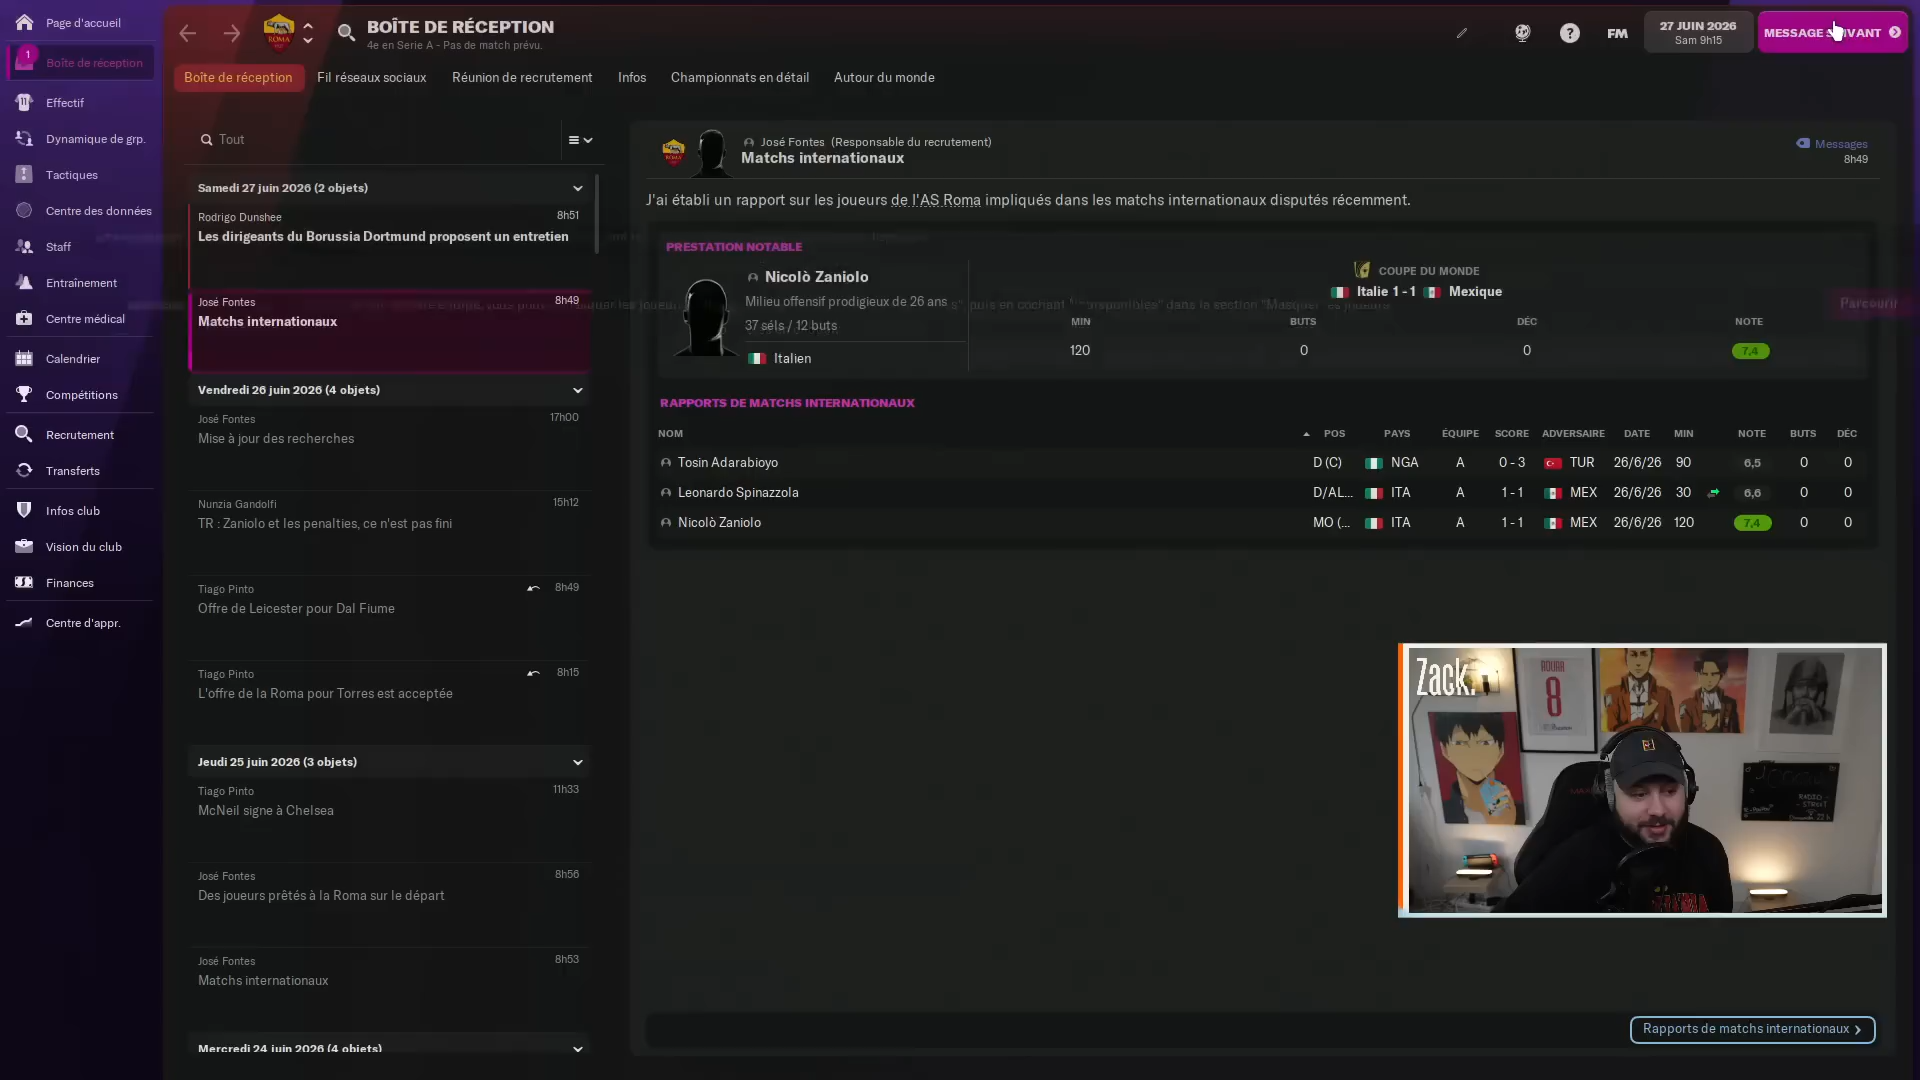 Page d'accueil
1
Boîte de réception
Effectif
Dynamique de grp.
Tactiques
Centre des données
Staff
Entraînement
Centre médical
Calendrier
Compétitions
Recrutement
Transferts
Infos club
Vision du club
Finances
Centre d'appr.
BOÎTE DE RÉCEPTION
4e en Serie A - Pas de match prévu.
FM
27 JUIN 2026
Sam 9h15
MESSAGE SUIVANT
Boîte de réception
Fil réseaux sociaux
Réunion de recrutement
Infos
Championnats en détail
Autour du monde
Tout
Samedi 27 juin 2026 (2 objets)
Rodrigo Dunshee 8h51
Les dirigeants du Borussia Dortmund proposent un entretien
José Fontes 8h49
Matchs internationaux
Vendredi 26 juin 2026 (4 objets)
José Fontes 17h00
Mise à jour des recherches
Nunzia Gandolfi 15h12
TR : Zaniolo et les penalties, ce n'est pas fini
Tiago Pinto 8h49
Offre de Leicester pour Dal Fiume
Tiago Pinto 8h15
L'offre de la Roma pour Torres est acceptée
Jeudi 25 juin 2026 (3 objets)
Tiago Pinto 11h33
McNeil signe à Chelsea
José Fontes 8h56
Des joueurs prêtés à la Roma sur le départ
José Fontes 8h53
Matchs internationaux
Mercredi 24 juin 2026 (4 objets)
José Fontes (Responsable du recrutement)
Matchs internationaux
Messages
8h49
J'ai établi un rapport sur les joueurs de l'AS Roma impliqués dans les matchs internationaux disputés récemment.
PRESTATION NOTABLE
Nicolò Zaniolo
Milieu offensif prodigieux de 26 ans
37 séls / 12 buts
Italien
COUPE DU MONDE
Italie 1 - 1 Mexique
MIN BUTS DÉC NOTE
120 0 0 7,4
Parcourir
RAPPORTS DE MATCHS INTERNATIONAUX
NOM POS PAYS ÉQUIPE SCORE ADVERSAIRE DATE MIN NOTE BUTS DÉC
Tosin Adarabioyo D (C) NGA A 0 - 3 TUR 26/6/26 90 6,5 0 0
Leonardo Spinazzola D/AL... ITA A 1 - 1 MEX 26/6/26 30 6,6 0 0
Nicolò Zaniolo MO (... ITA A 1 - 1 MEX 26/6/26 120 7,4 0 0
Zack.
ROUAH
8
Rapports de matchs internationaux